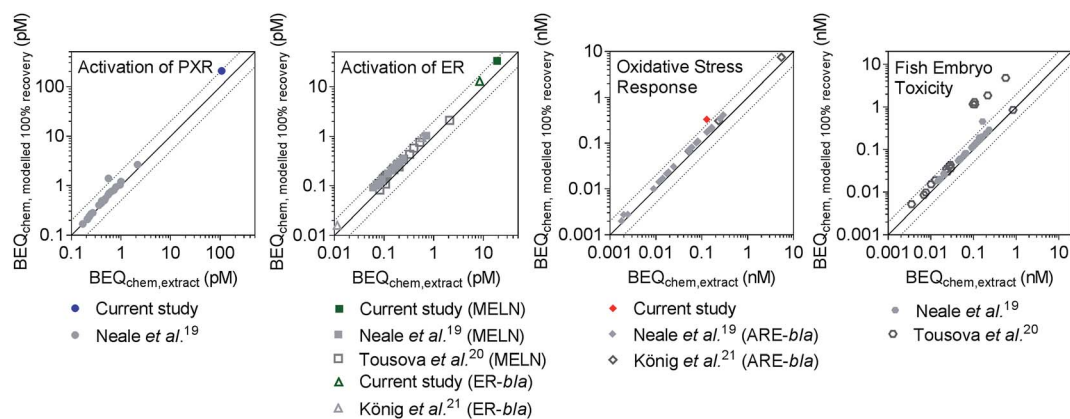 BEQchem, modelled 100% recovery (pM)
100
10
1
0.1
Activation of PXR
0.1 1 10 100
BEQchem,extract (pM)
Current study
Neale et al.19
BEQchem, modelled 100% recovery (pM)
10
1
0.1
0.01
Activation of ER
0.01 0.1 1 10
BEQchem,extract (pM)
Current study (MELN)
Neale et al.19 (MELN)
Tousova et al.20 (MELN)
Current study (ER-bla)
König et al.21 (ER-bla)
BEQchem, modelled 100% recovery (nM)
10
1
0.1
0.01
0.001
Oxidative Stress
Response
0.001 0.01 0.1 1 10
BEQchem,extract (nM)
Current study
Neale et al.19 (ARE-bla)
König et al.21 (ARE-bla)
BEQchem, modelled 100% recovery (nM)
10
1
0.1
0.01
0.001
Fish Embryo
Toxicity
0.001 0.01 0.1 1 10
BEQchem,extract (nM)
Neale et al.19
Tousova et al.20